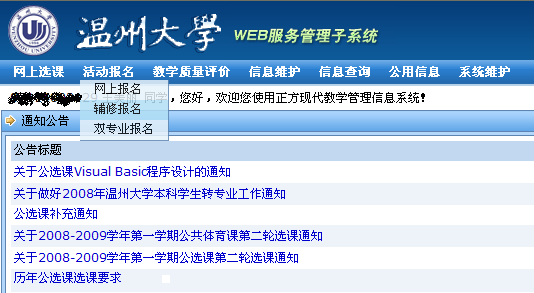 温州大学 WEB服务管理子系统
网上选课 活动报名 教学质量评价 信息维护 信息查询 公用信息 系统维护
同学，您好，欢迎您使用正方现代教学管理信息系统！
网上报名
辅修报名
双专业报名
通知公告
公告标题
关于公选课Visual Basic程序设计的通知
关于做好2008年温州大学本科学生转专业工作通知
公选课补充通知
关于2008-2009学年第一学期公共体育课第二轮选课通知
关于2008-2009学年第一学期公选课第二轮选课通知
历年公选课选课要求